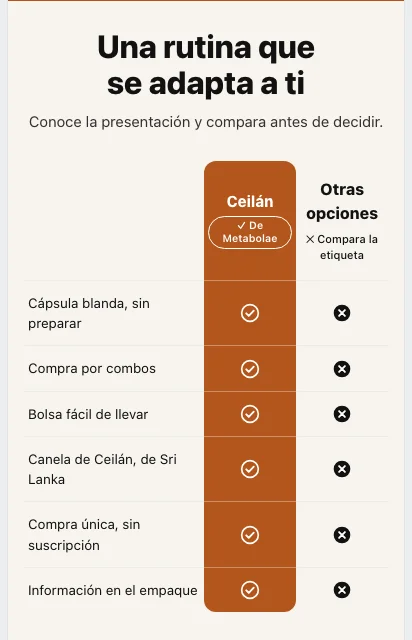 Una rutina que
se adapta a ti
Conoce la presentación y compara antes de decidir.
Ceilán
✓ De
Metabolae
Otras
opciones
✕ Compara la
etiqueta
Cápsula blanda, sin
preparar
Compra por combos
Bolsa fácil de llevar
Canela de Ceilán, de Sri
Lanka
Compra única, sin
suscripción
Información en el empaque